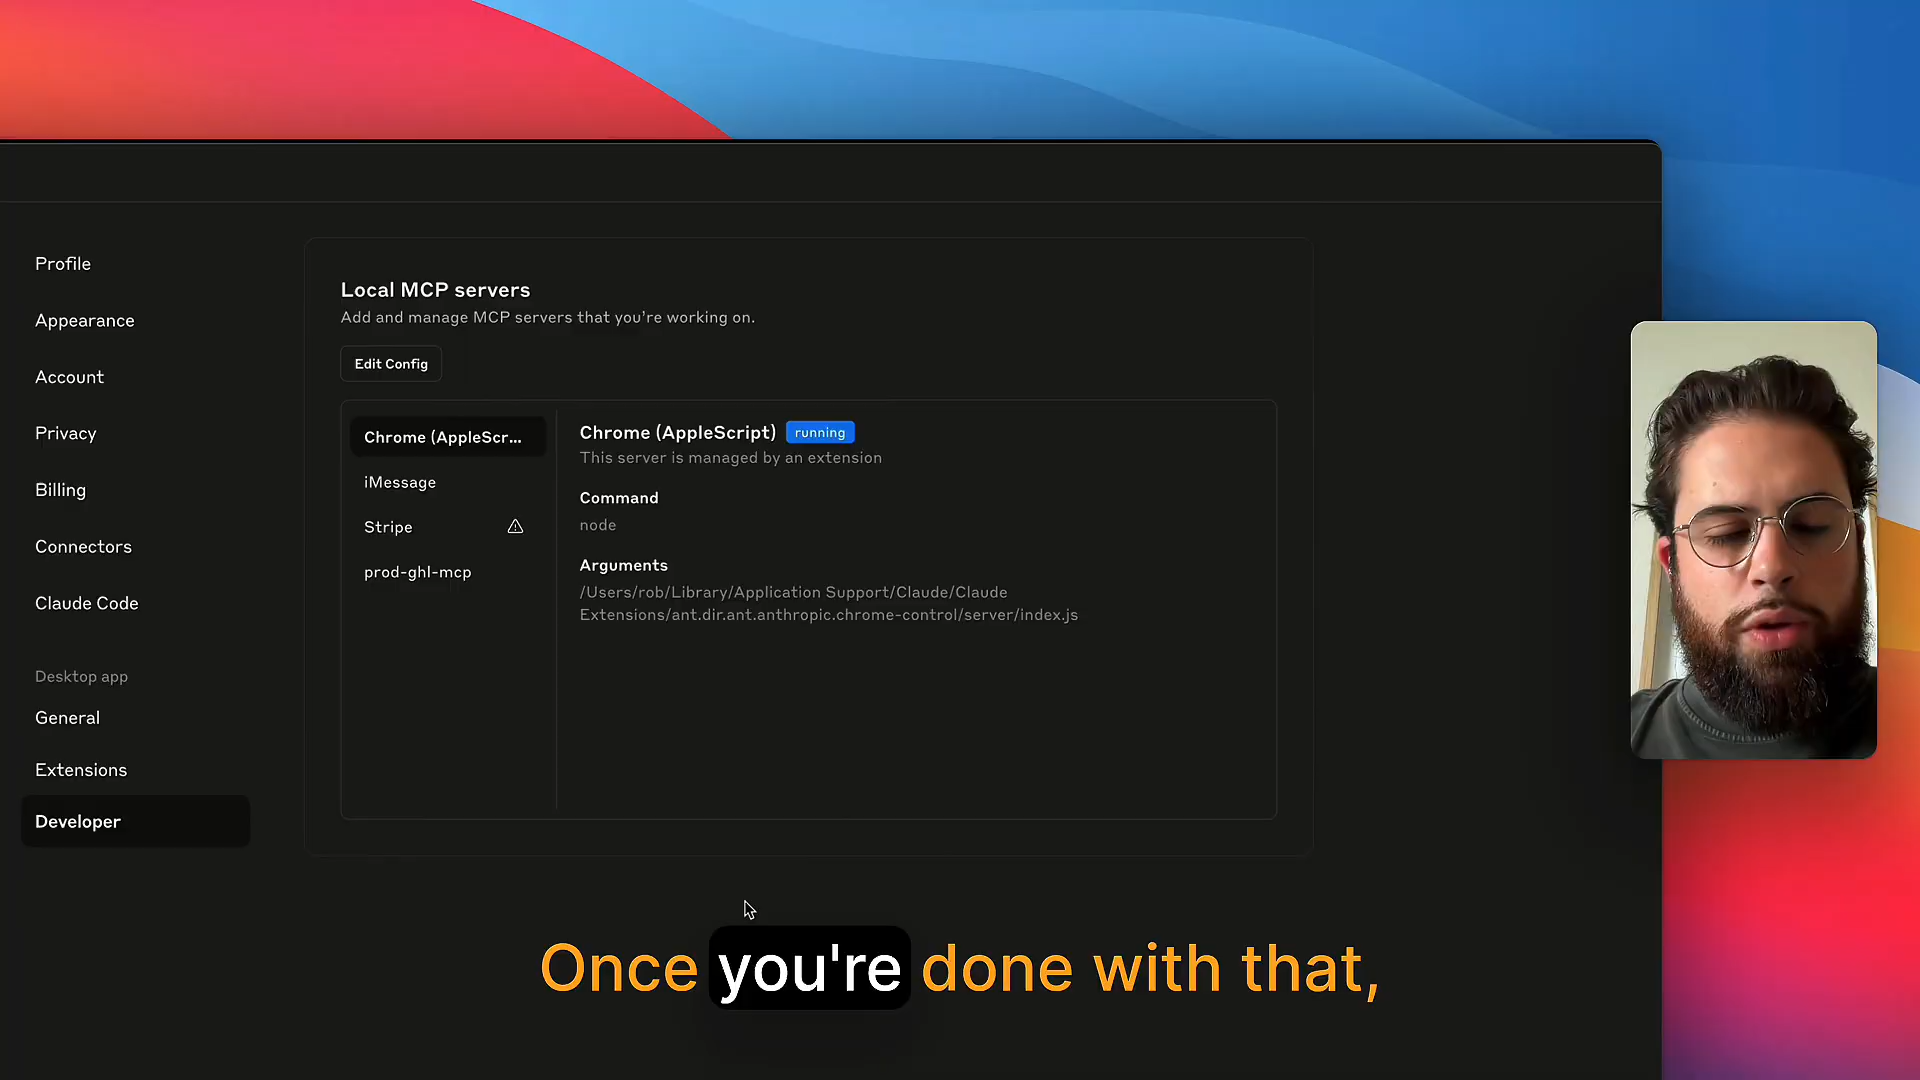 Profile
Appearance
Account
Privacy
Billing
Connectors
Claude Code
Desktop app
General
Extensions
Developer
Local MCP servers
Add and manage MCP servers that you're working on.
Edit Config
Chrome (AppleScr...
iMessage
Stripe
prod-ghl-mcp
Chrome (AppleScript) running
This server is managed by an extension
Command
node
Arguments
/Users/rob/Library/Application Support/Claude/Claude
Extensions/ant.dir.ant.anthropic.chrome-control/server/index.js
Once you're done with that,